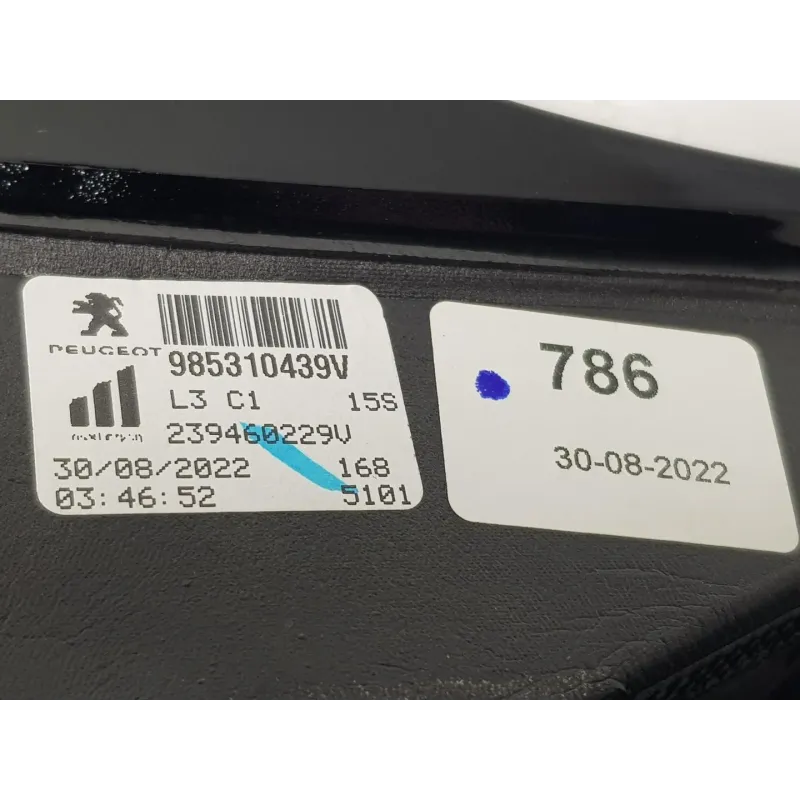 PEUGEOT
985310439V
L3 C1 15S
239460229V
30/08/2022 168
03:46:52 5101
786
30-08-2022